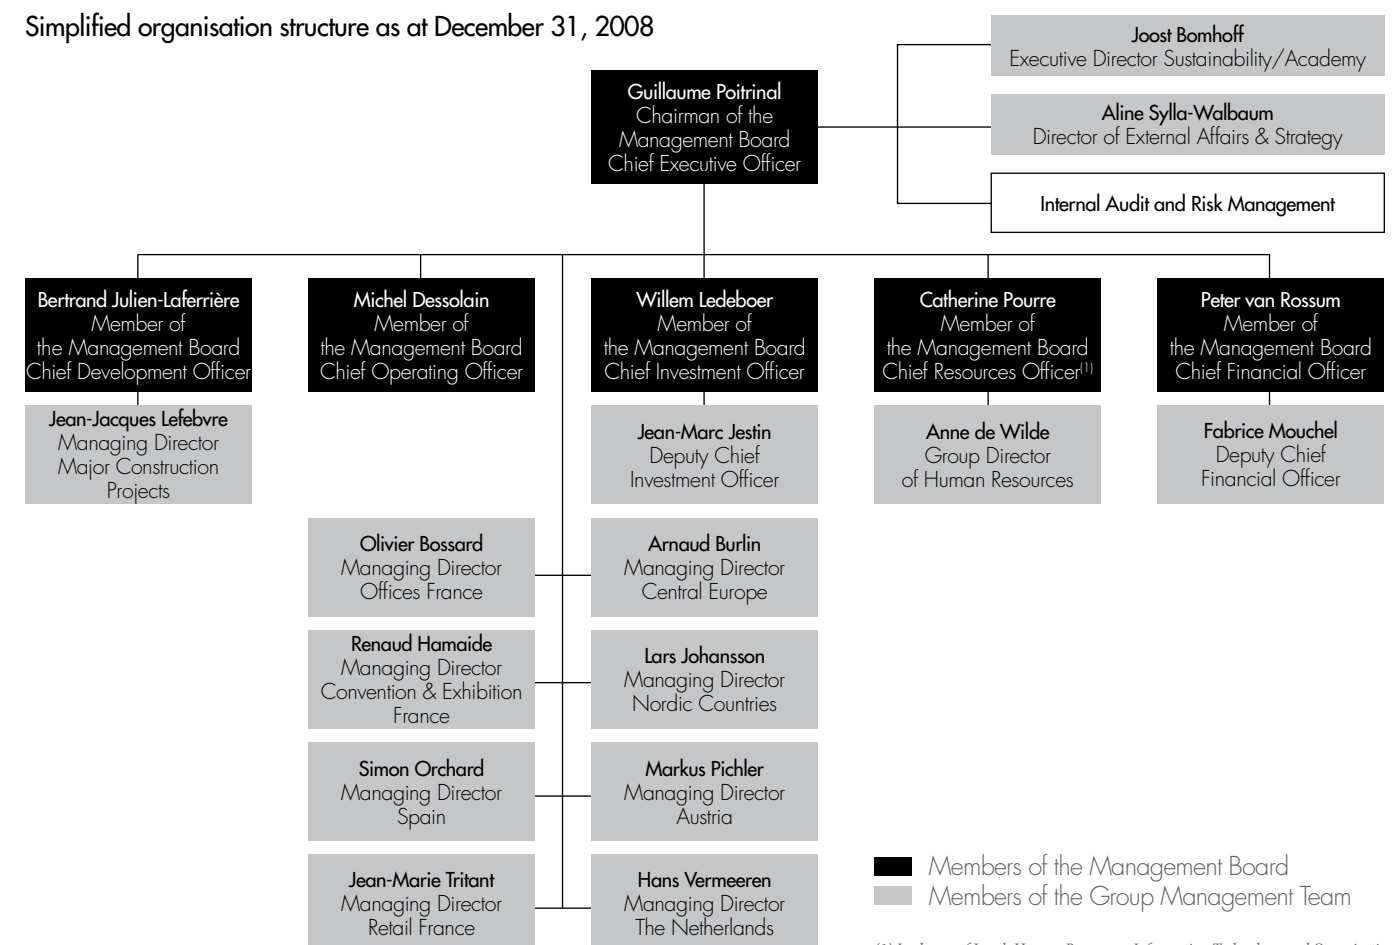 Simplified organisation structure as at December 31, 2008
Joost Bomhoff
Executive Director Sustainability/Academy
Guillaume Poitrinal
Chairman of the
Management Board
Chief Executive Officer
Aline Sylla-Walbaum
Director of External Affairs & Strategy
Internal Audit and Risk Management
Bertrand Julien-Laferrière
Member of
the Management Board
Chief Development Officer
Michel Dessolain
Member of
the Management Board
Chief Operating Officer
Willem Ledeboer
Member of
the Management Board
Chief Investment Officer
Catherine Pourre
Member of
the Management Board
Chief Resources Officer(1)
Peter van Rossum
Member of
the Management Board
Chief Financial Officer
Jean-Jacques Lefebvre
Managing Director
Major Construction
Projects
Jean-Marc Jestin
Deputy Chief
Investment Officer
Anne de Wilde
Group Director
of Human Resources
Fabrice Mouchel
Deputy Chief
Financial Officer
Olivier Bossard
Managing Director
Offices France
Arnaud Burlin
Managing Director
Central Europe
Renaud Hamaide
Managing Director
Convention & Exhibition
France
Lars Johansson
Managing Director
Nordic Countries
Simon Orchard
Managing Director
Spain
Markus Pichler
Managing Director
Austria
Jean-Marie Tritant
Managing Director
Retail France
Hans Vermeeren
Managing Director
The Netherlands
Members of the Management Board
Members of the Group Management Team